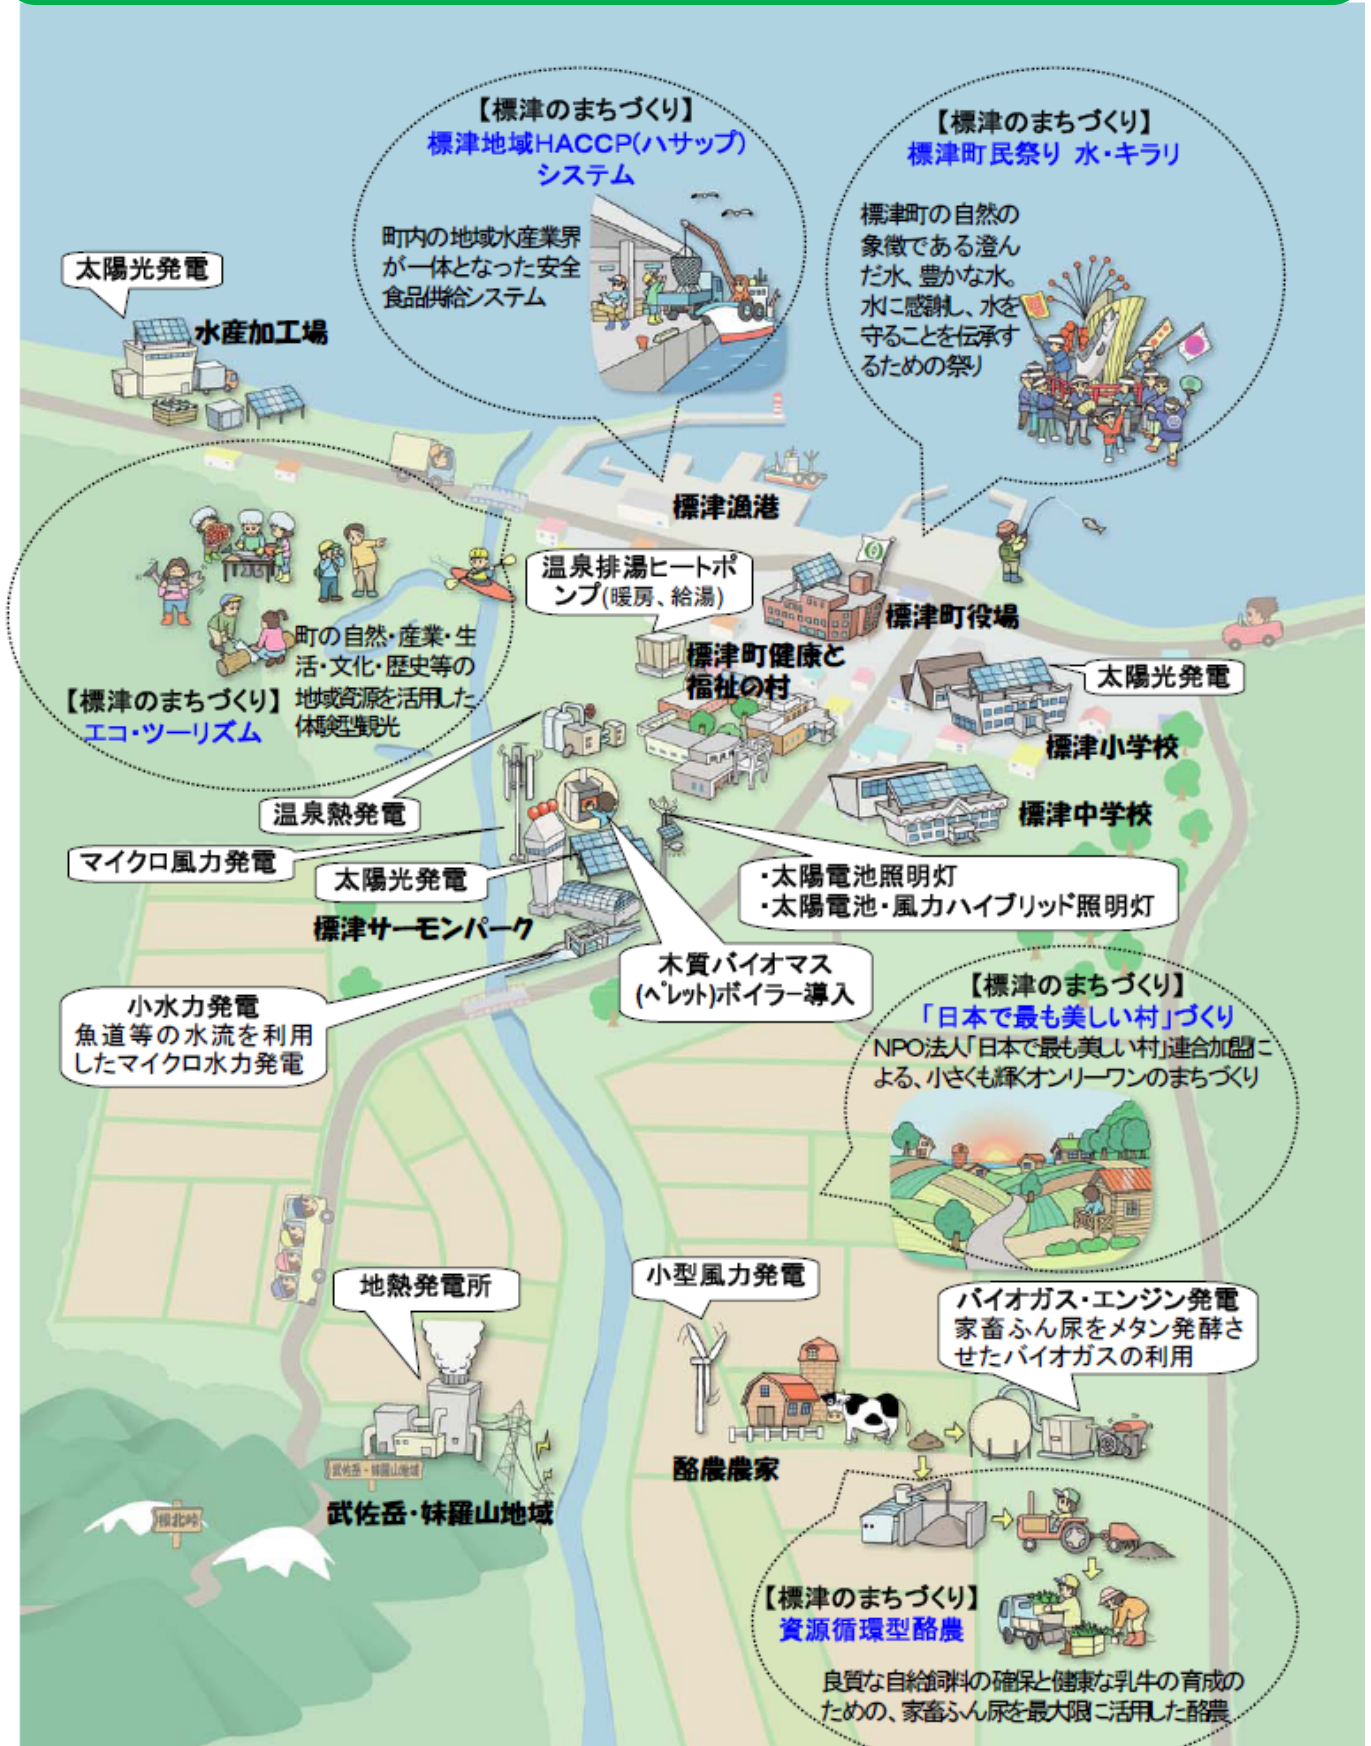 【標津のまちづくり】
標津地域HACCP(ハサップ)
システム
町内の地域水産業界
が一体となった安全
食品供給システム
【標津のまちづくり】
標津町民祭り 水・キラリ
標津町の自然の
象徴である澄ん
だ水、豊かな水。
水に感謝し、水を
守ることを伝承す
るための祭り
太陽光発電
水産加工場
標津漁港
温泉排湯ヒートポ
ンプ(暖房、給湯)
標津町役場
標津町健康と
福祉の村
太陽光発電
標津小学校
標津中学校
町の自然・産業・生
活・文化・歴史等の
地域資源を活用した
体験型観光
【標津のまちづくり】
エコ・ツーリズム
温泉熱発電
マイクロ風力発電
太陽光発電
・太陽電池照明灯
・太陽電池・風力ハイブリッド照明灯
標津サーモンパーク
木質バイオマス
(ペレット)ボイラー導入
小水力発電
魚道等の水流を利用
したマイクロ水力発電
【標津のまちづくり】
「日本で最も美しい村」づくり
NPO法人「日本で最も美しい村」連合加盟に
よる、小さくも輝くオンリーワンのまちづくり
地熱発電所
小型風力発電
バイオガス・エンジン発電
家畜ふん尿をメタン発酵さ
せたバイオガスの利用
酪農農家
武佐岳・妹羅山地域
根北峠
武佐岳・妹羅山地域
【標津のまちづくり】
資源循環型酪農
良質な自給飼料の確保と健康な乳牛の育成の
ための、家畜ふん尿を最大限に活用した酪農